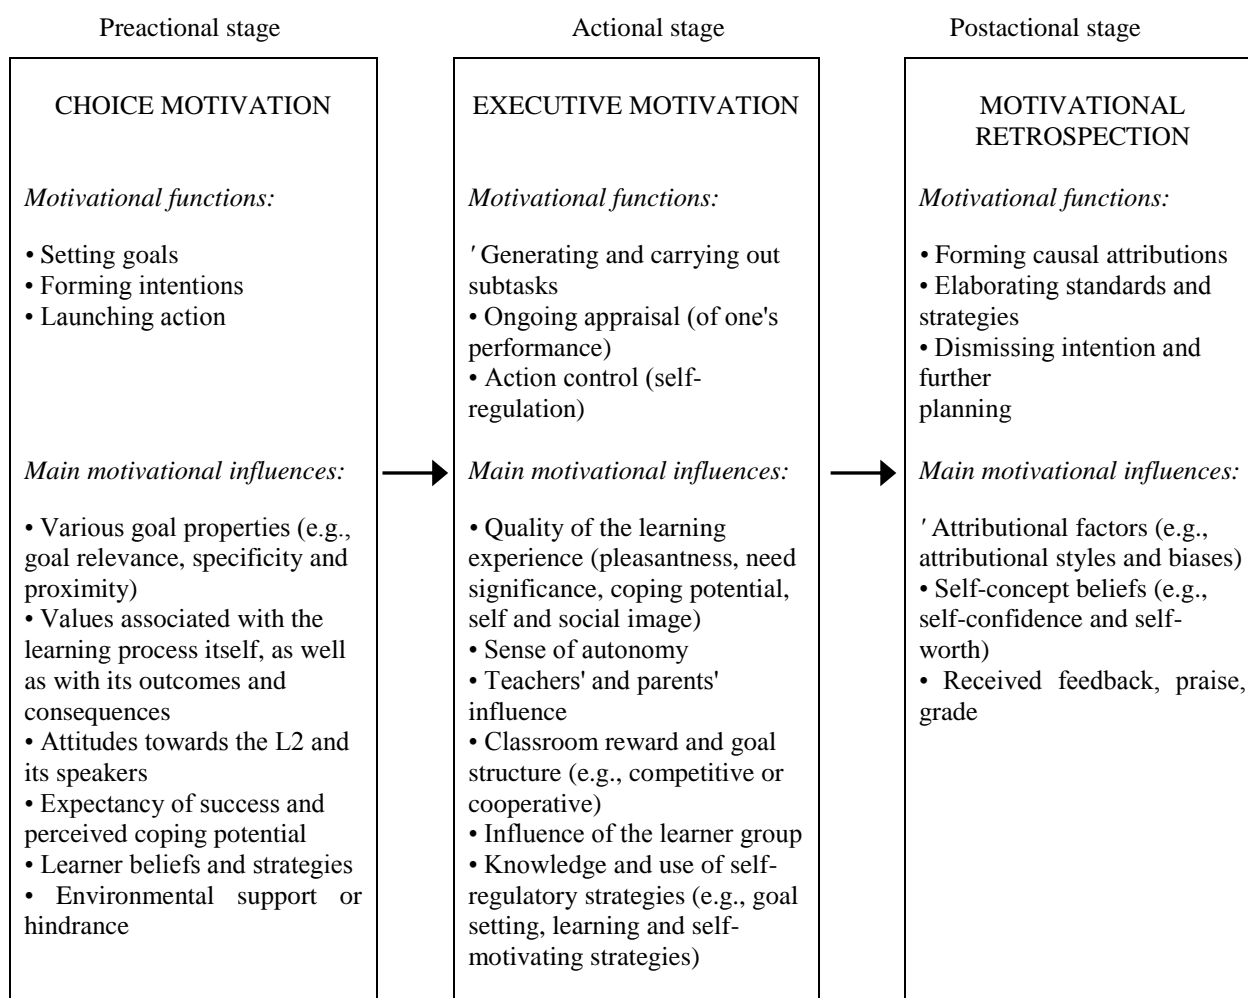 Preactional stage
Actional stage
Postactional stage
CHOICE MOTIVATION
Motivational functions:
• Setting goals
• Forming intentions
• Launching action
Main motivational influences:
• Various goal properties (e.g.,
goal relevance, specificity and
proximity)
• Values associated with the
learning process itself, as well
as with its outcomes and
consequences
• Attitudes towards the L2 and
its speakers
• Expectancy of success and
perceived coping potential
• Learner beliefs and strategies
• Environmental support or
hindrance
EXECUTIVE MOTIVATION
Motivational functions:
' Generating and carrying out
subtasks
• Ongoing appraisal (of one's
performance)
• Action control (self-
regulation)
Main motivational influences:
• Quality of the learning
experience (pleasantness, need
significance, coping potential,
self and social image)
• Sense of autonomy
• Teachers' and parents'
influence
• Classroom reward and goal
structure (e.g., competitive or
cooperative)
• Influence of the learner group
• Knowledge and use of self-
regulatory strategies (e.g., goal
setting, learning and self-
motivating strategies)
MOTIVATIONAL
RETROSPECTION
Motivational functions:
• Forming causal attributions
• Elaborating standards and
strategies
• Dismissing intention and
further
planning
Main motivational influences:
' Attributional factors (e.g.,
attributional styles and biases)
• Self-concept beliefs (e.g.,
self-confidence and self-
worth)
• Received feedback, praise,
grade